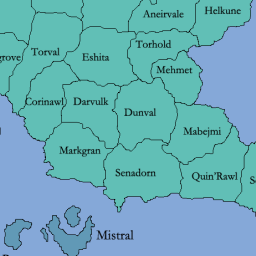 Aneirvale
Helkune
Torval
Eshita
Torhold
grove
Mehmet
Corinawl
Darvulk
Dunval
Mabejmi
Markgran
Senadorn
Quin'Rawl
Mistral